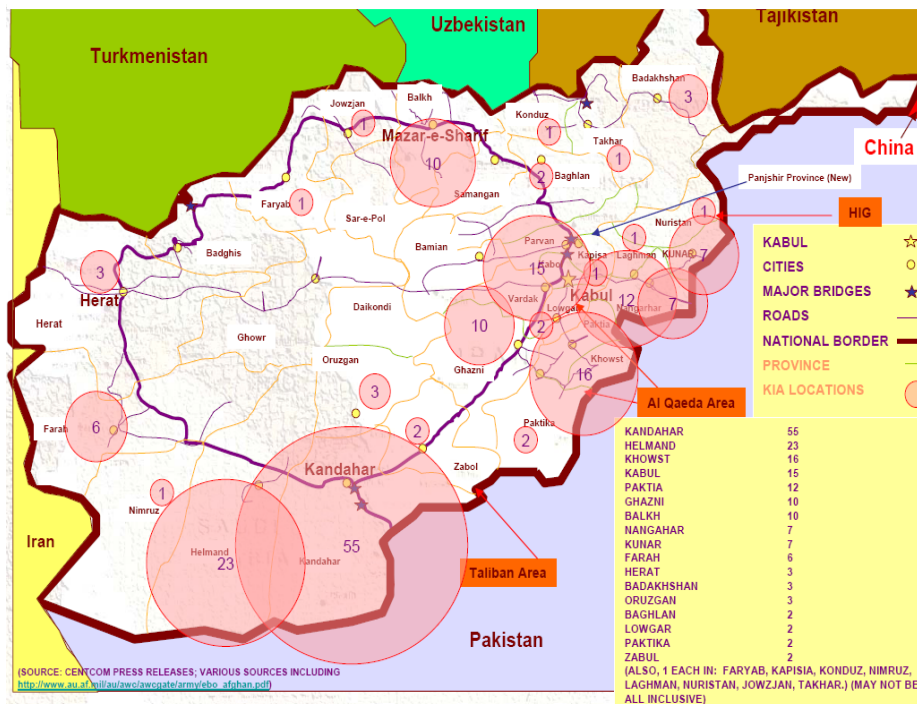 Uzbekistan
Tajikistan
Turkmenistan
Badakhshan
3
Balkh
Jowzjan
1
Mazar-e-Sharif
10
Konduz
1
Takhar
1
China
2
Baghlan
Panjshir Province (New)
Samangan
Faryab
1
Sar-e-Pol
Nuristan
1
HIG
Badghis
Bamian
Parvan
Kapisa
1
Laghman
KUNAR
7
3
Herat
15
1
Kabul
Vardak
Lowgar
12
Nangarhar
7
Herat
Ghowr
Daikondi
10
2
Paktia
Khowst
16
Oruzgan
Ghazni
3
Al Qaeda Area
Farah
6
2
Paktika
2
Kandahar
Zabol
Nimruz
1
Iran
Helmand
23
55
Kandahar
Taliban Area
Pakistan
KABUL
CITIES
MAJOR BRIDGES
ROADS
NATIONAL BORDER
PROVINCE
KIA LOCATIONS
KANDAHAR 55
HELMAND 23
KHOWST 16
KABUL 15
PAKTIA 12
GHAZNI 10
BALKH 10
NANGAHAR 7
KUNAR 7
FARAH 6
HERAT 3
BADAKHSHAN 3
ORUZGAN 3
BAGHLAN 2
LOWGAR 2
PAKTIKA 2
ZABUL 2
(ALSO, 1 EACH IN: FARYAB, KAPISIA, KONDUZ, NIMRUZ,
LAGHMAN, NURISTAN, JOWZJAN, TAKHAR.) (MAY NOT BE
ALL INCLUSIVE)
(SOURCE: CENTCOM PRESS RELEASES; VARIOUS SOURCES INCLUDING
http://www.au.af.mil/au/awc/awcgate/army/ebo_afghan.pdf)